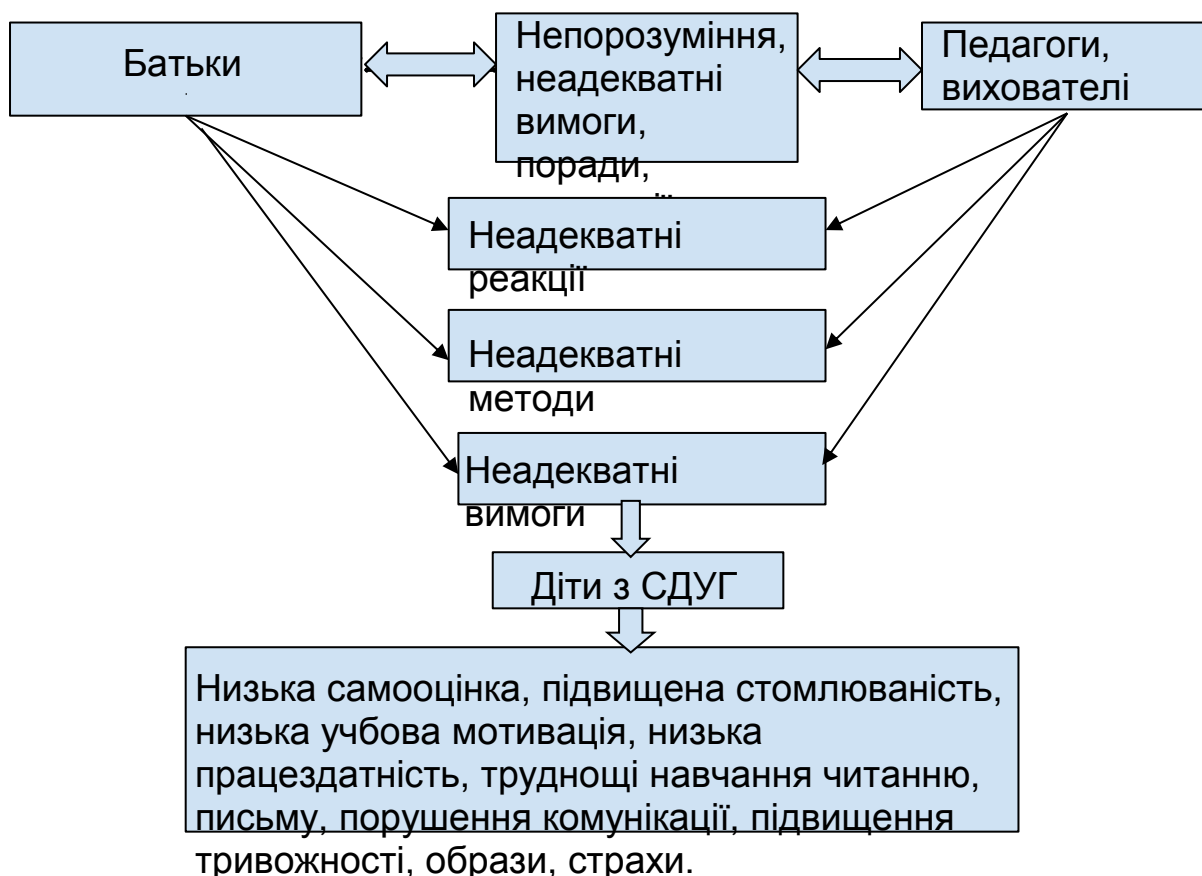 Батьки
Непорозуміння,
неадекватні
вимоги,
поради,
Педагоги,
вихователі
Неадекватні
реакції
Неадекватні
методи
Неадекватні
вимоги
Діти з СДУГ
Низька самооцінка, підвищена стомлюваність,
низька учбова мотивація, низька
працездатність, труднощі навчання читанню,
письму, порушення комунікації, підвищення
тривожності, образи, страхи.